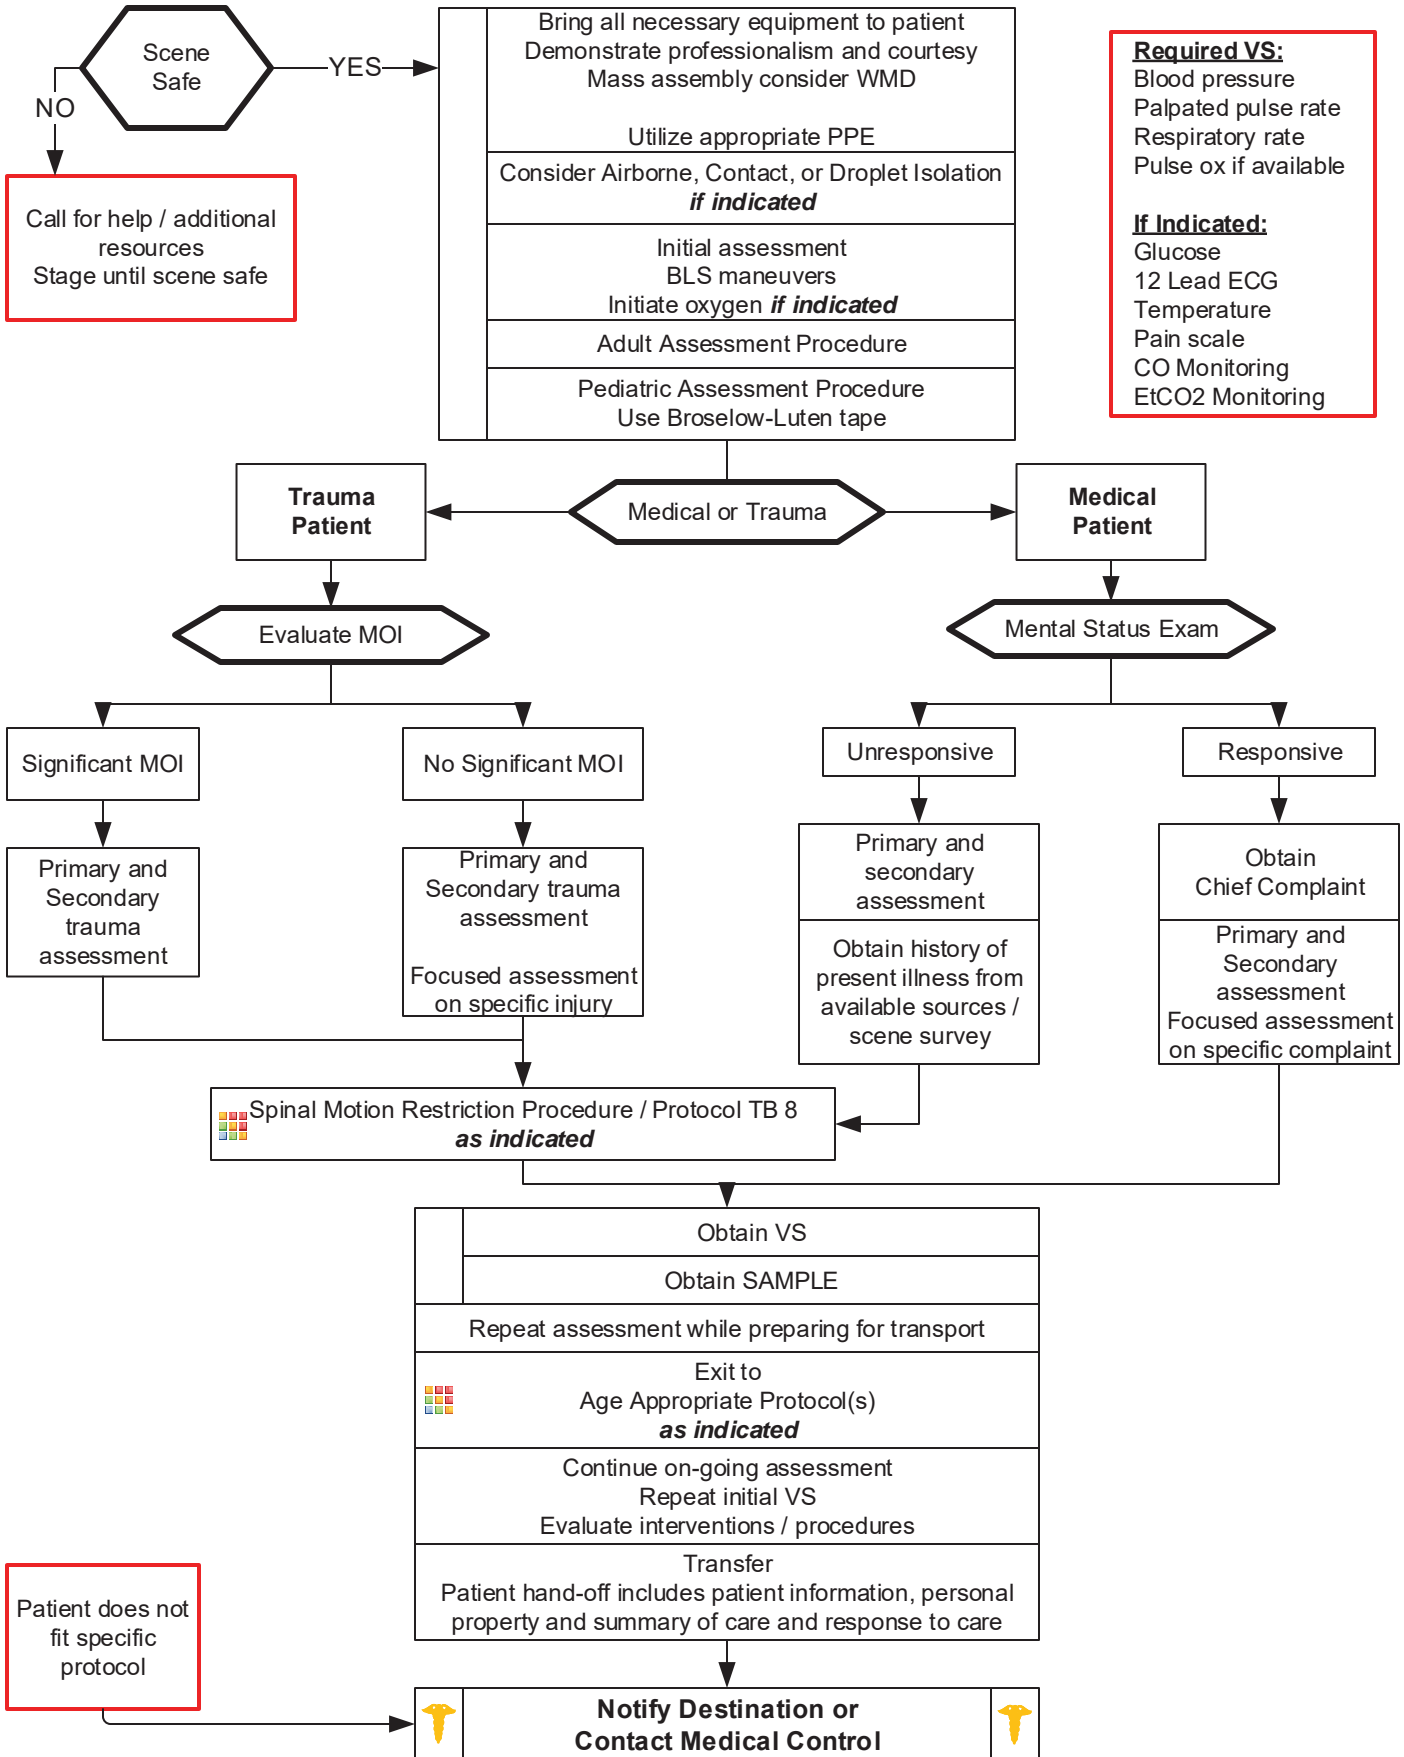 Scene
Safe
YES
NO
Call for help / additional
resources
Stage until scene safe
Bring all necessary equipment to patient
Demonstrate professionalism and courtesy
Mass assembly consider WMD
Utilize appropriate PPE
Consider Airborne, Contact, or Droplet Isolation
if indicated
Initial assessment
BLS maneuvers
Initiate oxygen if indicated
Adult Assessment Procedure
Pediatric Assessment Procedure
Use Broselow-Luten tape
Required VS:
Blood pressure
Palpated pulse rate
Respiratory rate
Pulse ox if available
If Indicated:
Glucose
12 Lead ECG
Temperature
Pain scale
CO Monitoring
EtCO2 Monitoring
Trauma
Patient
Medical or Trauma
Medical
Patient
Evaluate MOI
Mental Status Exam
Significant MOI
No Significant MOI
Unresponsive
Responsive
Primary and
Secondary
trauma
assessment
Primary and
Secondary trauma
assessment
Focused assessment
on specific injury
Primary and
secondary
assessment
Obtain history of
present illness from
available sources /
scene survey
Obtain
Chief Complaint
Primary and
Secondary
assessment
Focused assessment
on specific complaint
Spinal Motion Restriction Procedure / Protocol TB 8
as indicated
Obtain VS
Obtain SAMPLE
Repeat assessment while preparing for transport
Exit to
Age Appropriate Protocol(s)
as indicated
Continue on-going assessment
Repeat initial VS
Evaluate interventions / procedures
Transfer
Patient hand-off includes patient information, personal
property and summary of care and response to care
Patient does not
fit specific
protocol
Notify Destination or
Contact Medical Control